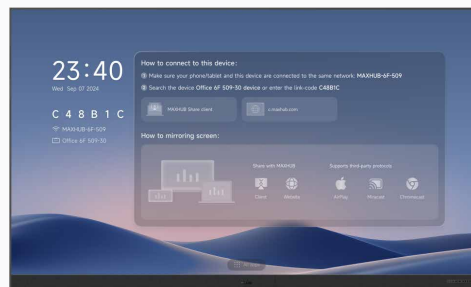 23:40
Wed Sep 07 2024
C 4 8 B 1 C
MAXHUB-6F-509
Office 6F 509-30
How to connect to this device:
① Make sure your phone/tablet and this device are connected to the same network: MAXHUB-6F-509
② Search the device Office 6F 509-30 device or enter the link-code C48B1C
MAXHUB Share client
c.maxhub.com
How to mirroring screen:
Share with MAXHUB
Supports third-party protocols
Client
Website
AirPlay
Miracast
Chromecast